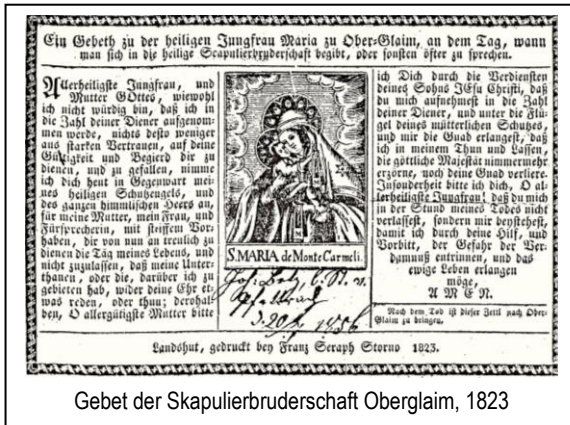 Ein Gebeth zu der heiligen Jungfrau Maria zu Ober-Glaim, an dem Tag, wann
man sich in die heilige Scapulierbruderschaft begibt, oder sonsten öfter zu sprechen.
Allerheiligste Jungfrau, und
Mutter GOttes, wiewohl
ich nicht würdig bin, daß ich in
die Zahl deiner Diener aufgenom-
men werde, nichts desto weniger
aus starken Vertrauen, auf deine
Gütigkeit und Begierd dir zu
dienen, und zu gefallen, nimme
ich dich heut in Gegenwart mei-
nes heiligen Schutzengels, und
des ganzen himmlischen Heers an,
für meine Mutter, mein Frau, und
Fürsprecherin, mit steiffem Vor-
haben, dir von nun an treulich zu
dienen die Täg meines Lebens, und
nicht zuzulassen, daß meine Unter-
thanen, oder die, darüber ich zu
gebieten hab, wider deine Ehr et-
was reden, oder thun; derohal-
ben, O allergütigste Mutter bitte
S. MARIA de Monte Carmeli.
1856
ich Dich durch die Verdiensten
deines Sohns JEsu Christi, daß
du mich aufnehmest in die Zahl
deiner Diener, und unter die Flü-
gel deines mütterlichen Schutzes,
und mir die Gnad erlangest, daß
ich in meinem Thun und Lassen,
die göttliche Majestät nimmermehr
erzörne, noch deine Gnad verliere.
Insonderheit bitte ich dich, O al-
lerheiligste Jungfrau! daß du mich
in der Stund meines Todes nicht
verlassest, sondern mir beystehest,
damit ich durch deine Hilf, und
Vorbitt, der Gefahr der Ver-
damnuß entrinnen, und das
ewige Leben erlangen
möge,
AMEN.
Nach dem Tod ist dieser Zettl nach Ober-
Glaim zu bringen.
Landshut, gedruckt bey Franz Seraph Storno 1823.
Gebet der Skapulierbruderschaft Oberglaim, 1823